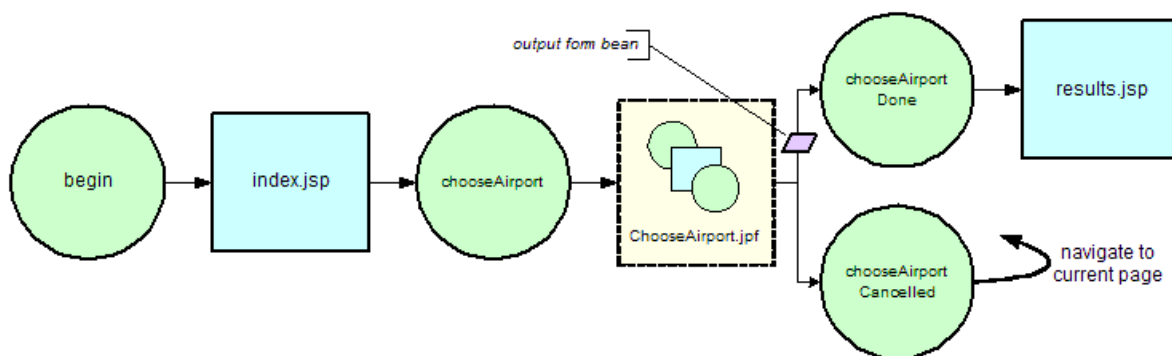 output form bean
begin
index.jsp
chooseAirport
ChooseAirport.jpf
chooseAirport
Done
results.jsp
chooseAirport
Cancelled
navigate to
current page